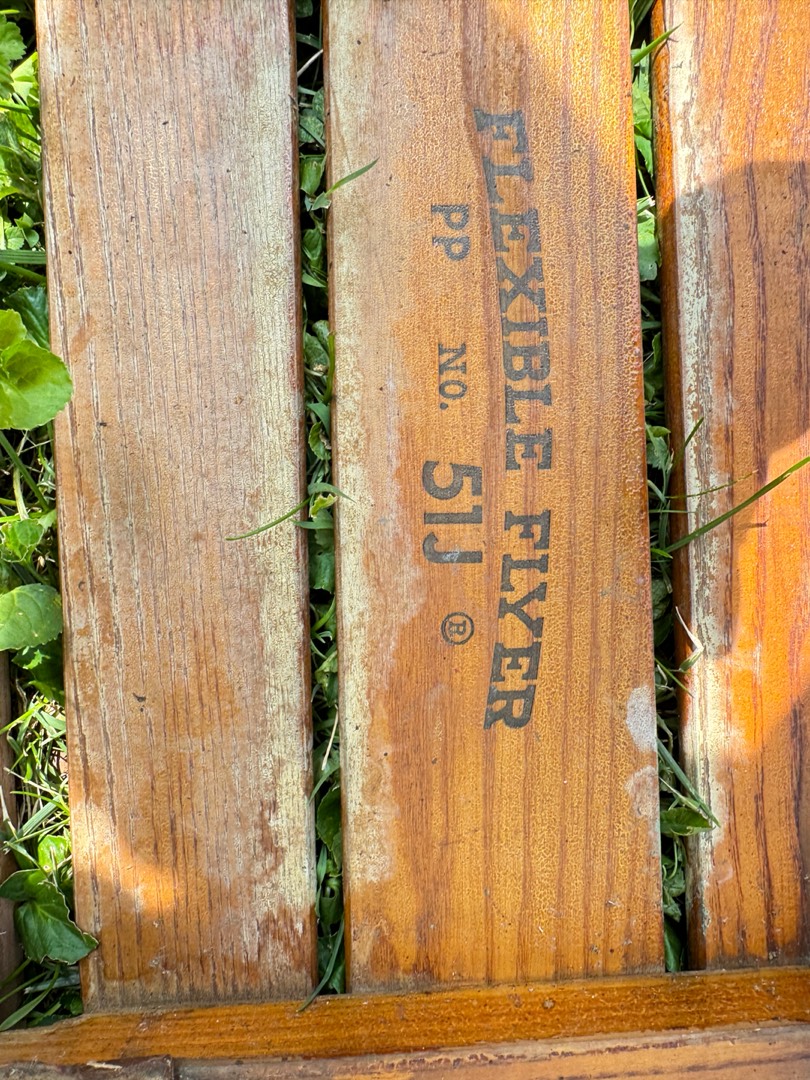 FLEXIBLE FLYER
PP NO. 51J ®